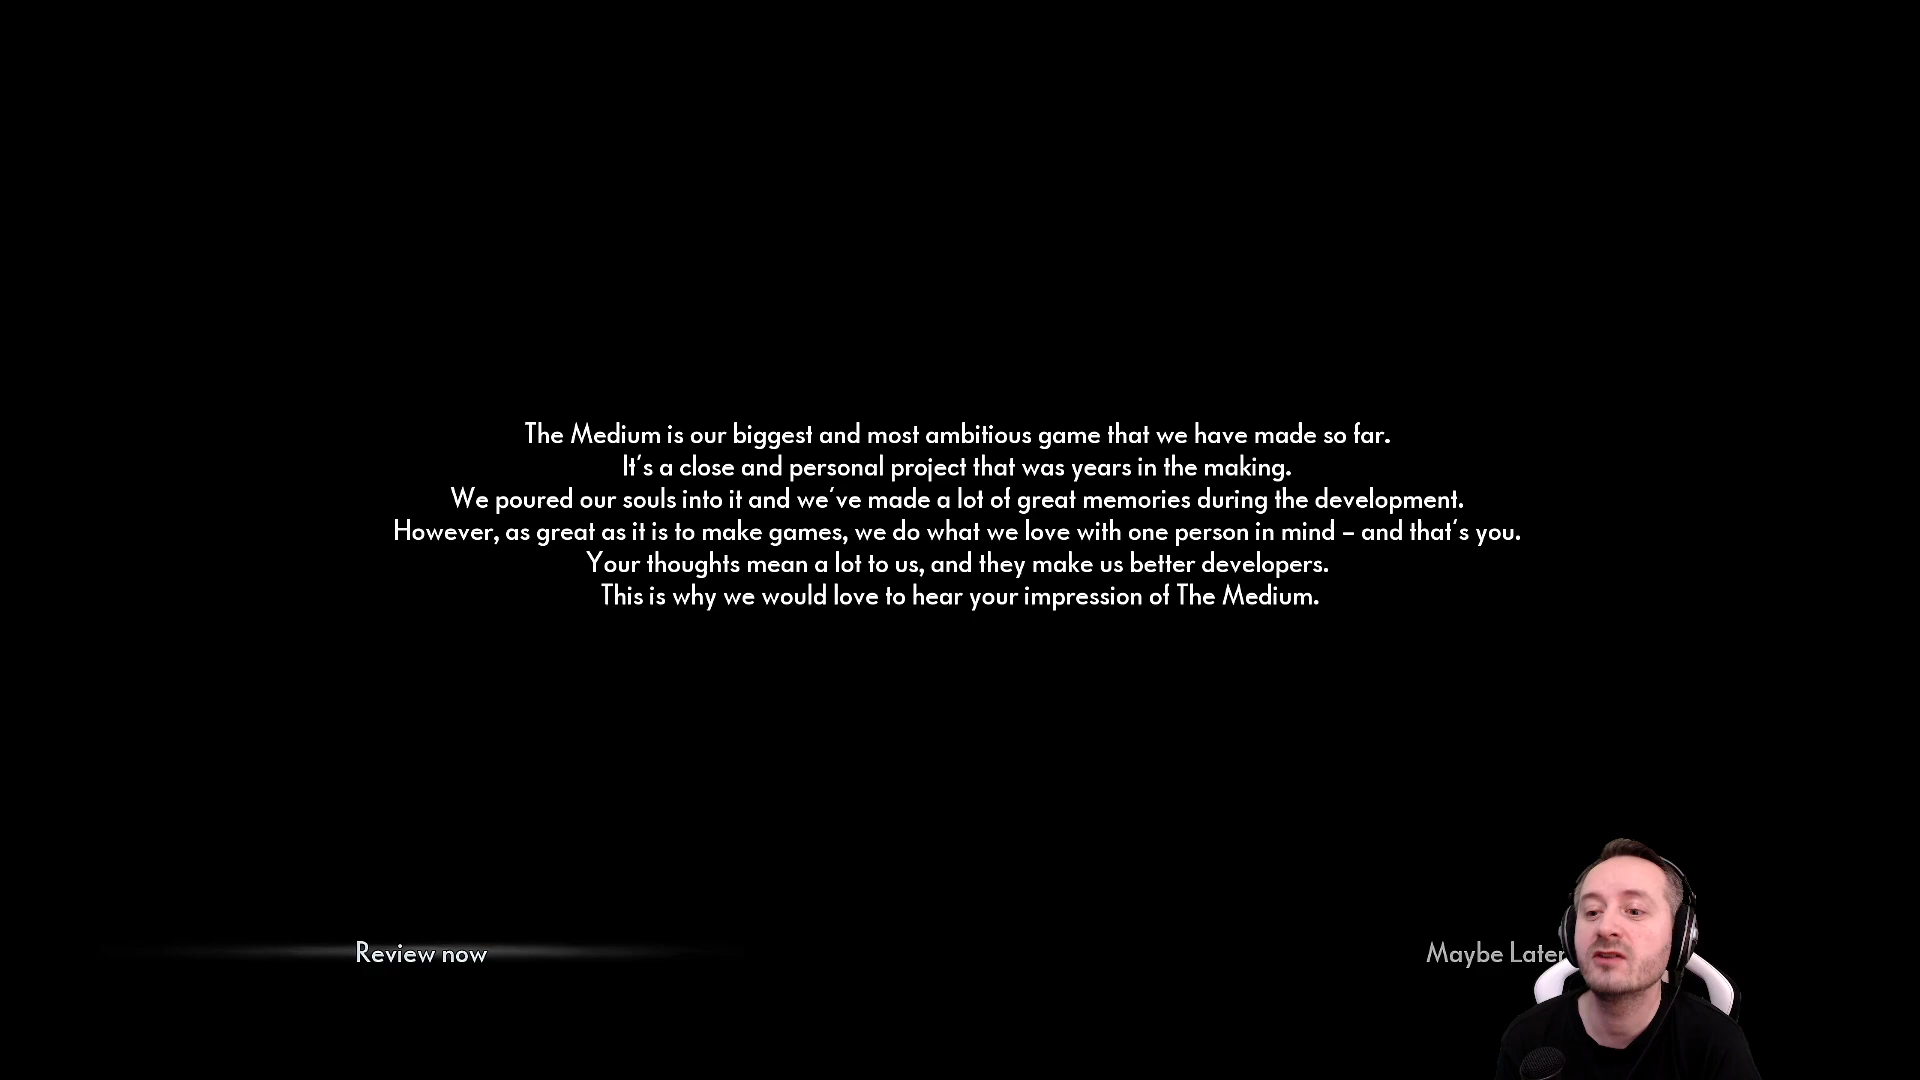 The Medium is our biggest and most ambitious game that we have made so far.
It's a close and personal project that was years in the making.
We poured our souls into it and we've made a lot of great memories during the development.
However, as great as it is to make games, we do what we love with one person in mind – and that's you.
Your thoughts mean a lot to us, and they make us better developers.
This is why we would love to hear your impression of The Medium.
Review now
Maybe Later